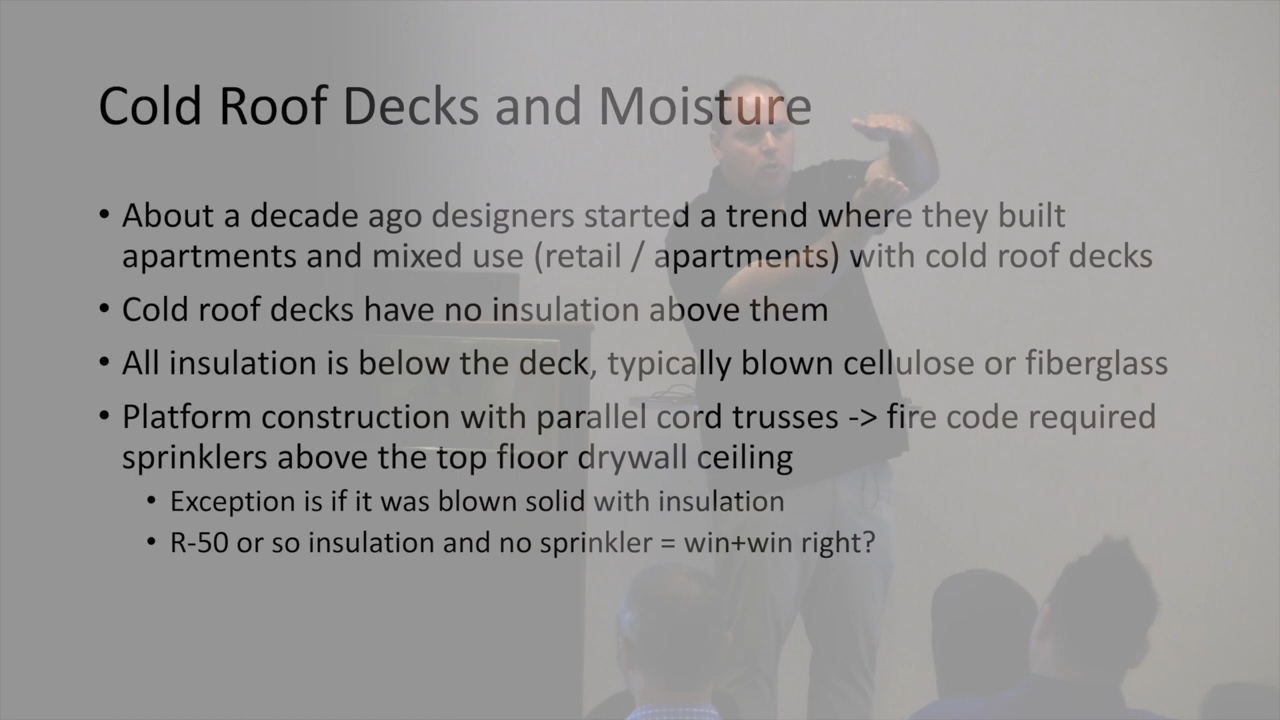 Cold Roof Decks and Moisture
• About a decade ago designers started a trend where they built
apartments and mixed use (retail / apartments) with cold roof decks
• Cold roof decks have no insulation above them
• All insulation is below the deck, typically blown cellulose or fiberglass
• Platform construction with parallel cord trusses -> fire code required
sprinklers above the top floor drywall ceiling
• Exception is if it was blown solid with insulation
• R-50 or so insulation and no sprinkler = win+win right?